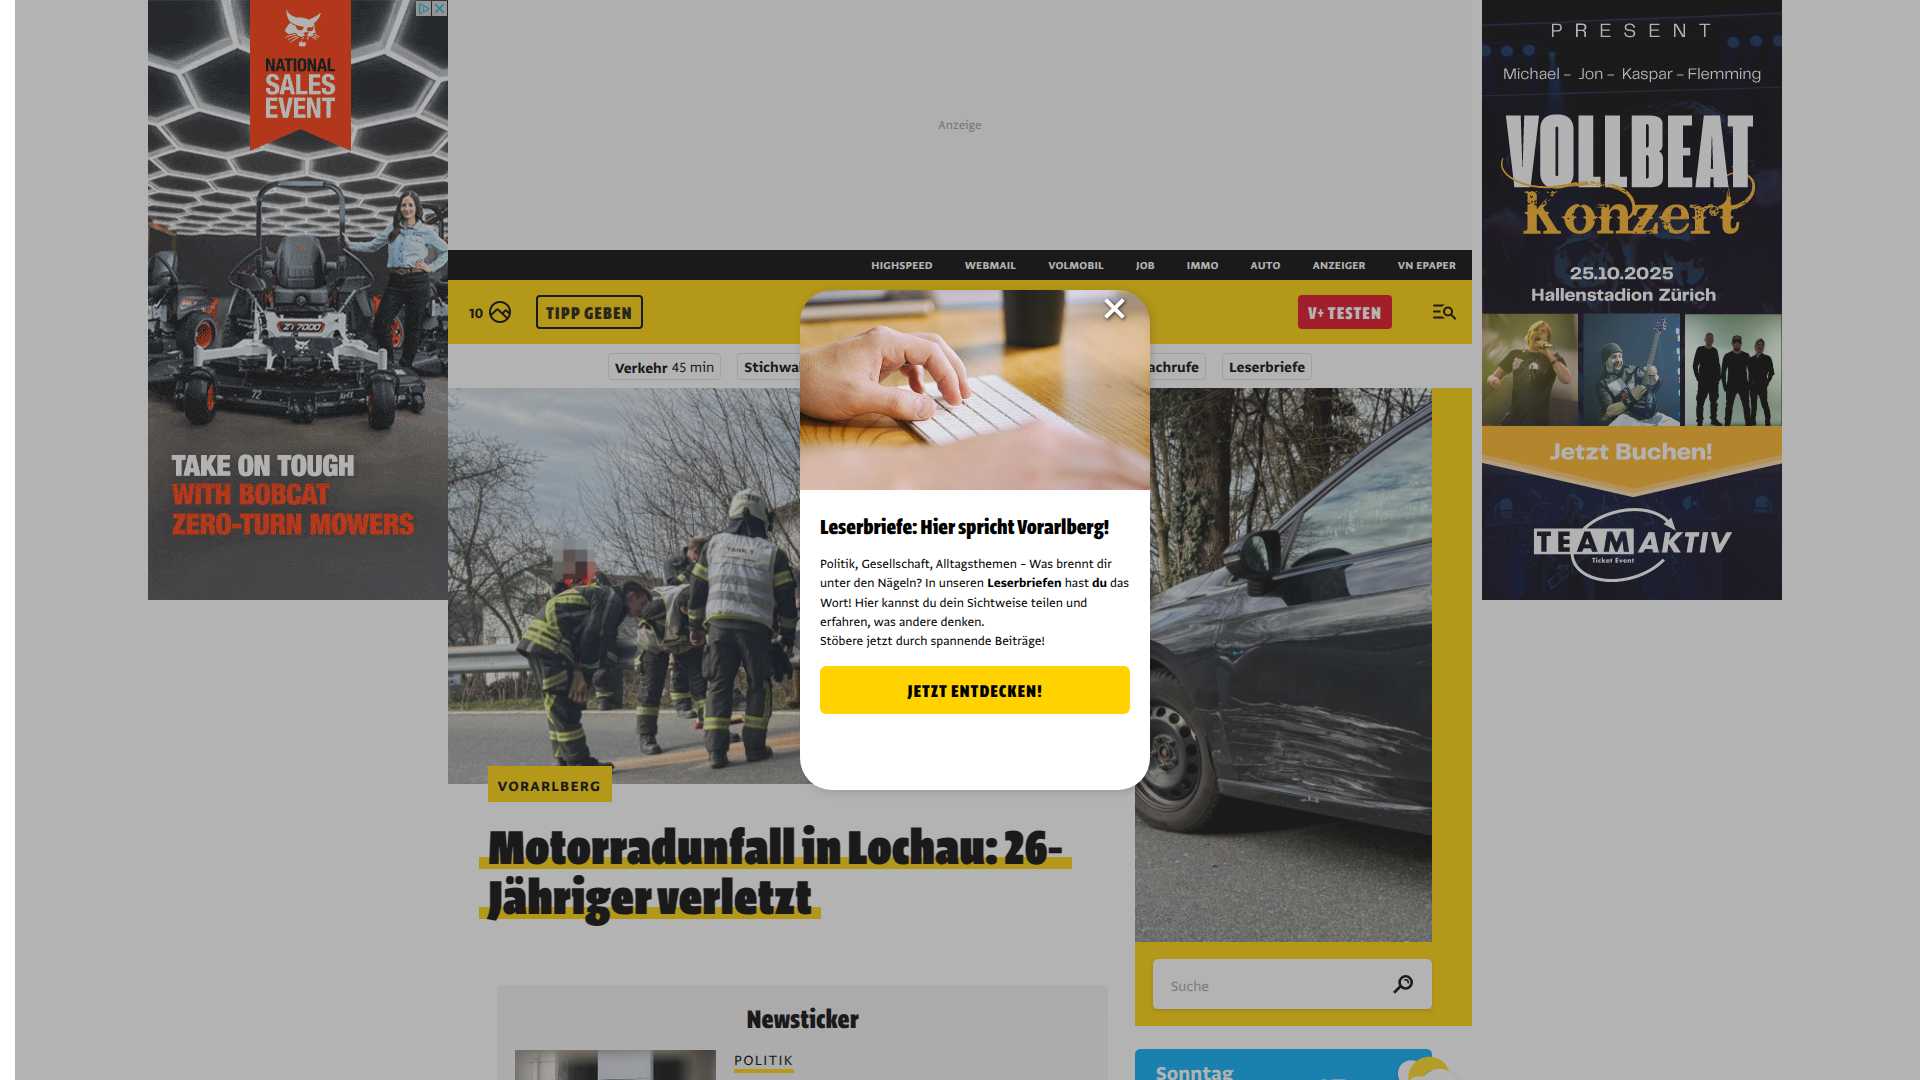 NATIONAL
SALES
EVENT
ZT7000
72
TAKE ON TOUGH
WITH BOBCAT
ZERO-TURN MOWERS
Anzeige
PRESENT
Michael - Jon - Kaspar - Flemming
VOLLBEAT
Konzert
25.10.2025
Hallenstadion Zürich
Jetzt Buchen!
TEAM AKTIV
Ticket Event
HIGHSPEED WEBMAIL VOLMOBIL JOB IMMO AUTO ANZEIGER VN EPAPER
10 TIPP GEBEN
V+ TESTEN
Verkehr 45 min
Stichwa
achrufe
Leserbriefe
Leserbriefe: Hier spricht Vorarlberg!
Politik, Gesellschaft, Alltagsthemen – Was brennt dir
unter den Nägeln? In unseren Leserbriefen hast du das
Wort! Hier kannst du dein Sichtweise teilen und
erfahren, was andere denken.
Stöbere jetzt durch spannende Beiträge!
JETZT ENTDECKEN!
VORARLBERG
Motorradunfall in Lochau: 26-
Jähriger verletzt
Suche
Newsticker
POLITIK
Sonntag